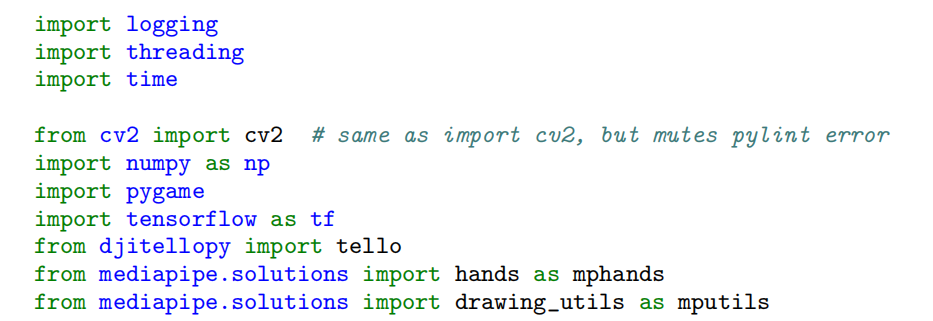 import logging
import threading
import time
from cv2 import cv2  # same as import cv2, but mutes pylint error
import numpy as np
import pygame
import tensorflow as tf
from djitellopy import tello
from mediapipe.solutions import hands as mphands
from mediapipe.solutions import drawing_utils as mputils